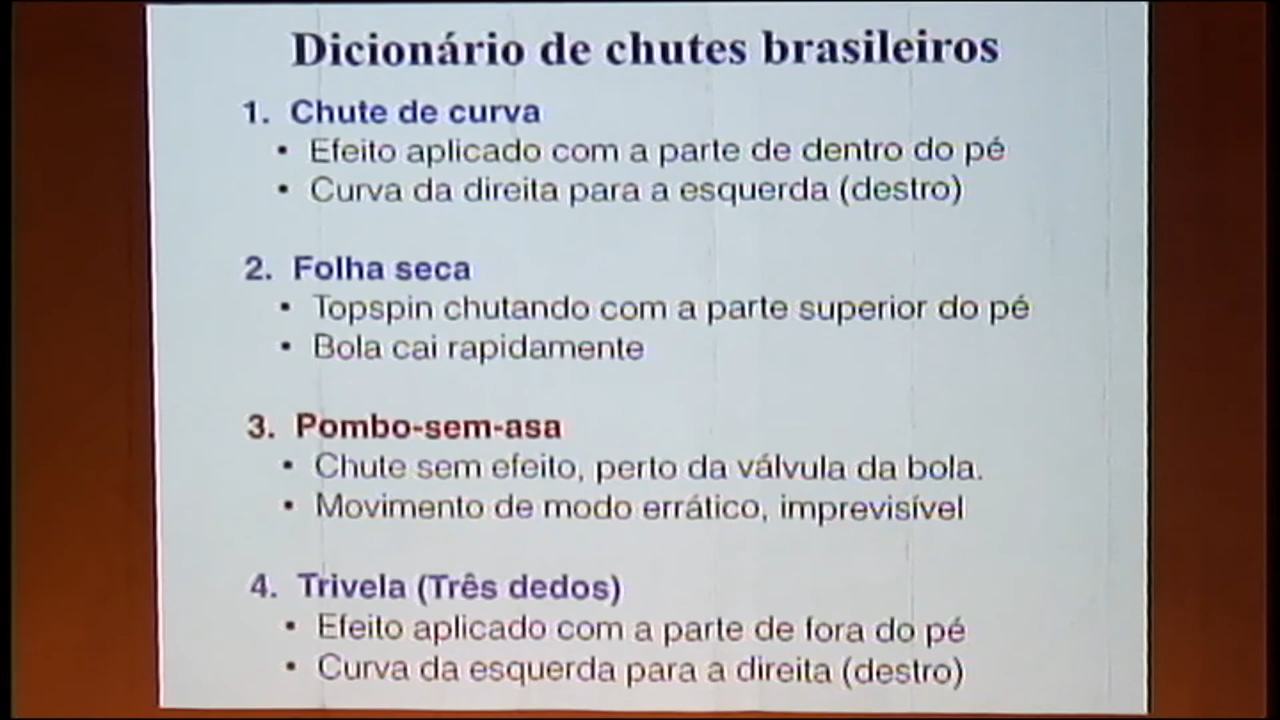 Dicionário de chutes brasileiros
1. Chute de curva
• Efeito aplicado com a parte de dentro do pé
• Curva da direita para a esquerda (destro)
2. Folha seca
• Topspin chutando com a parte superior do pé
• Bola cai rapidamente
3. Pombo-sem-asa
• Chute sem efeito, perto da válvula da bola.
• Movimento de modo errático, imprevisível
4. Trivela (Três dedos)
• Efeito aplicado com a parte de fora do pé
• Curva da esquerda para a direita (destro)